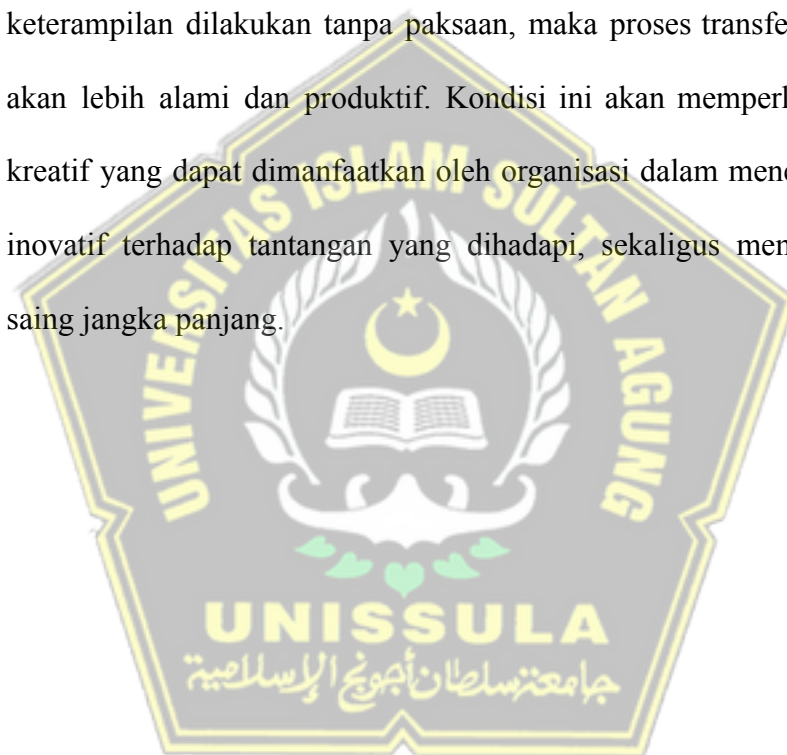 keterampilan dilakukan tanpa paksaan, maka proses transfe
akan lebih alami dan produktif. Kondisi ini akan memperl
kreatif yang dapat dimanfaatkan oleh organisasi dalam men
inovatif terhadap tantangan yang dihadapi, sekaligus men
saing jangka panjang.
UNIVERSITAS ISLAM SULTAN AGUNG
UNISSULA
جامعة سلطان أجونج الإسلامية